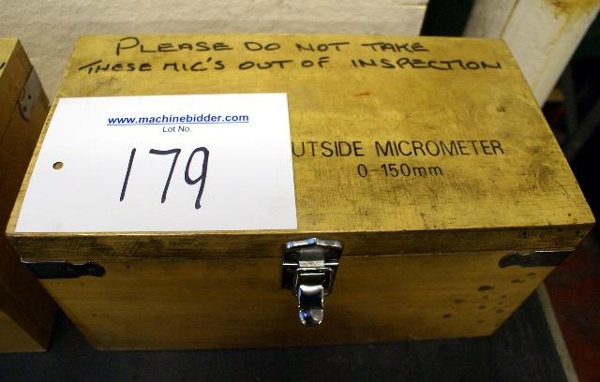 PLEASE DO NOT TAKE
THESE MIC'S OUT OF INSPECTION
www.machinebidder.com
Lot No.
179
UTSIDE MICROMETER
0-150mm